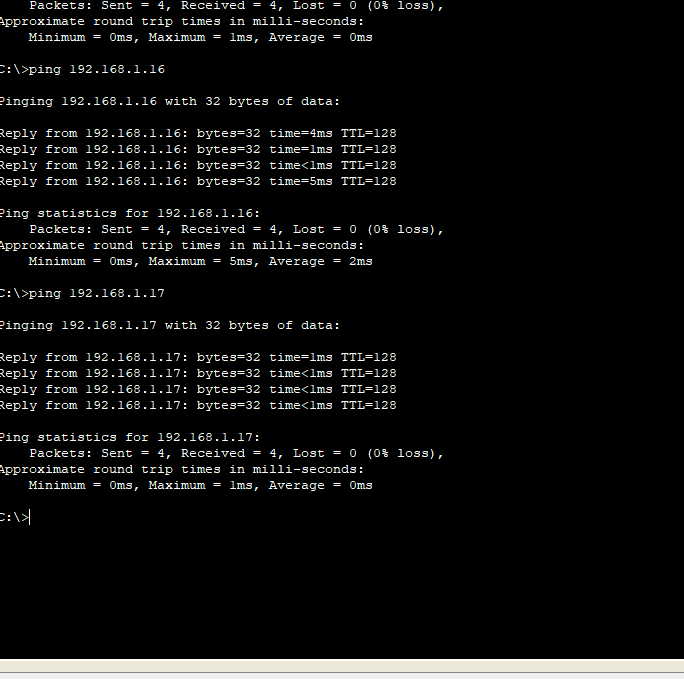 Packets: Sent = 4, Received = 4, Lost = 0 (0% loss),
Approximate round trip times in milli-seconds:
Minimum = 0ms, Maximum = 1ms, Average = 0ms
C:\>ping 192.168.1.16
Pinging 192.168.1.16 with 32 bytes of data:
Reply from 192.168.1.16: bytes=32 time=4ms TTL=128
Reply from 192.168.1.16: bytes=32 time=1ms TTL=128
Reply from 192.168.1.16: bytes=32 time<1ms TTL=128
Reply from 192.168.1.16: bytes=32 time=5ms TTL=128
Ping statistics for 192.168.1.16:
Packets: Sent = 4, Received = 4, Lost = 0 (0% loss),
Approximate round trip times in milli-seconds:
Minimum = 0ms, Maximum = 5ms, Average = 2ms
C:\>ping 192.168.1.17
Pinging 192.168.1.17 with 32 bytes of data:
Reply from 192.168.1.17: bytes=32 time=1ms TTL=128
Reply from 192.168.1.17: bytes=32 time<1ms TTL=128
Reply from 192.168.1.17: bytes=32 time<1ms TTL=128
Reply from 192.168.1.17: bytes=32 time<1ms TTL=128
Ping statistics for 192.168.1.17:
Packets: Sent = 4, Received = 4, Lost = 0 (0% loss),
Approximate round trip times in milli-seconds:
Minimum = 0ms, Maximum = 1ms, Average = 0ms
C:\>